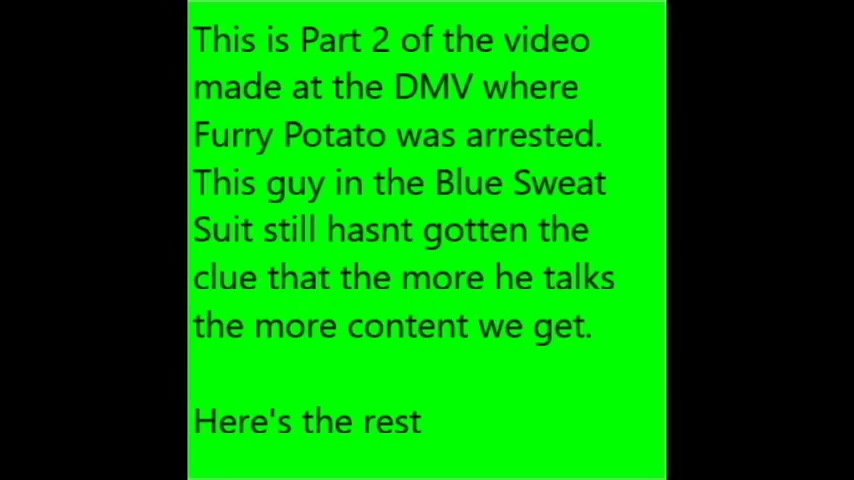 This is Part 2 of the video
made at the DMV where
Furry Potato was arrested.
This guy in the Blue Sweat
Suit still hasnt gotten the
clue that the more he talks
the more content we get.
Here's the rest